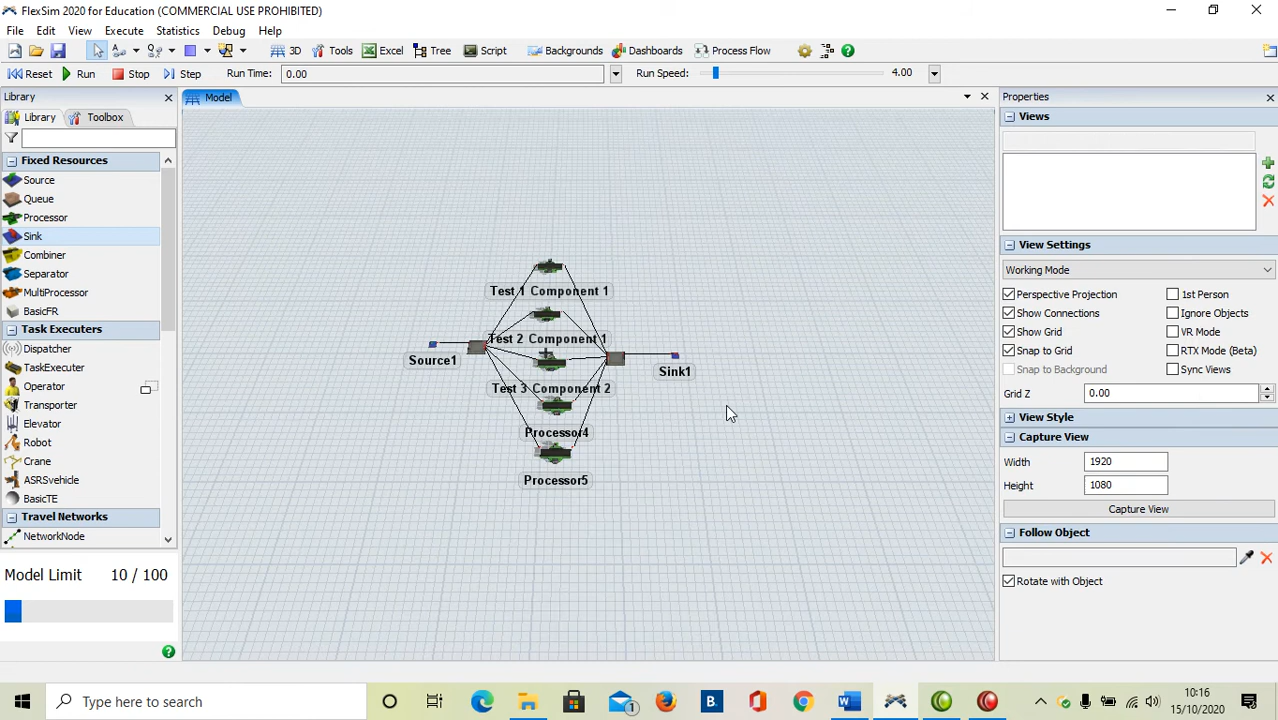 FlexSim 2020 for Education (COMMERCIAL USE PROHIBITED)
File Edit View Execute Statistics Debug Help
3D Tools Excel Tree Script Backgrounds Dashboards Process Flow
Reset Run Stop Step Run Time: 0.00 Run Speed: 4.00
Library
Library Toolbox
Fixed Resources
Source
Queue
Processor
Sink
Combiner
Separator
MultiProcessor
BasicFR
Task Executers
Dispatcher
TaskExecuter
Operator
Transporter
Elevator
Robot
Crane
ASRSvehicle
BasicTE
Travel Networks
NetworkNode
Model Limit 10 / 100
Model
Test 1 Component 1
Test 2 Component 1
Source1
Sink1
Test 3 Component 2
Processor4
Processor5
Properties
Views
View Settings
Working Mode
Perspective Projection 1st Person
Show Connections Ignore Objects
Show Grid VR Mode
Snap to Grid RTX Mode (Beta)
Snap to Background Sync Views
Grid Z 0.00
View Style
Capture View
Width 1920
Height 1080
Capture View
Follow Object
Rotate with Object
Type here to search
1
B.
10:16
15/10/2020